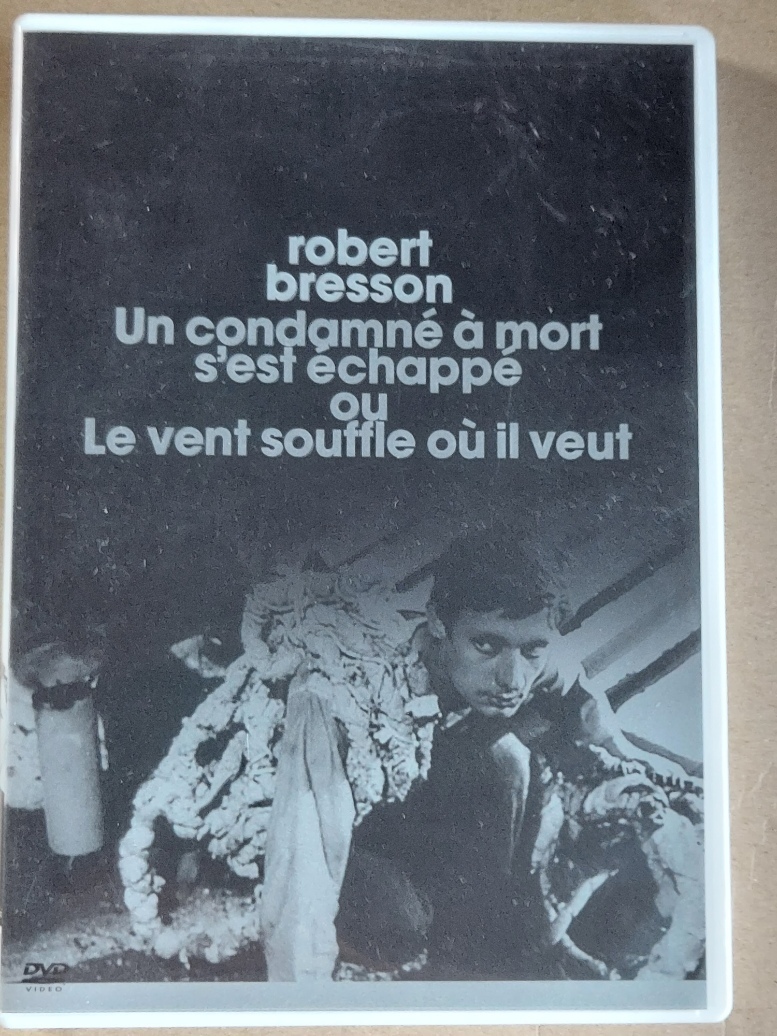 robert
bresson
Un condamné à mort
s'est échappé
ou
Le vent souffle où il veut
DVD
VIDEO